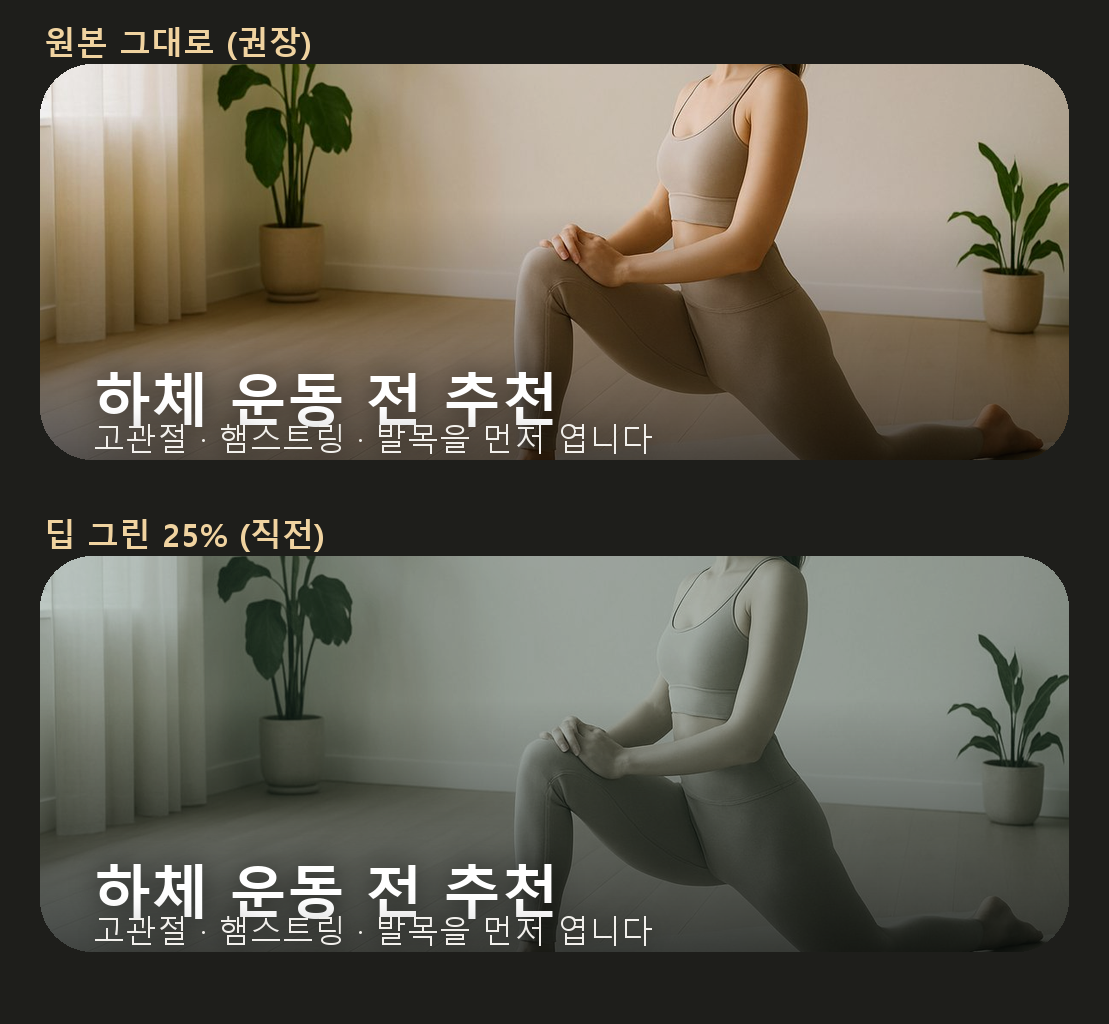 원본 그대로 (권장)
하체 운동 전 추천
고관절 · 햄스트링 · 발목을 먼저 엽니다
딥 그린 25% (직전)
하체 운동 전 추천
고관절 · 햄스트링 · 발목을 먼저 엽니다